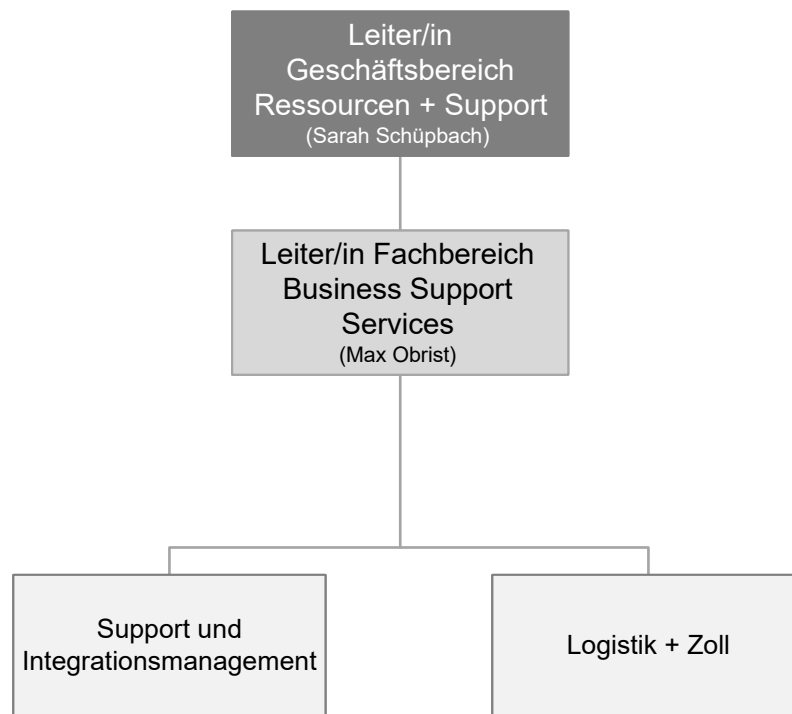 Leiter/in
Geschäftsbereich
Ressourcen + Support
(Sarah Schüpbach)
Leiter/in Fachbereich
Business Support
Services
(Max Obrist)
Support und
Integrationsmanagement
Logistik + Zoll